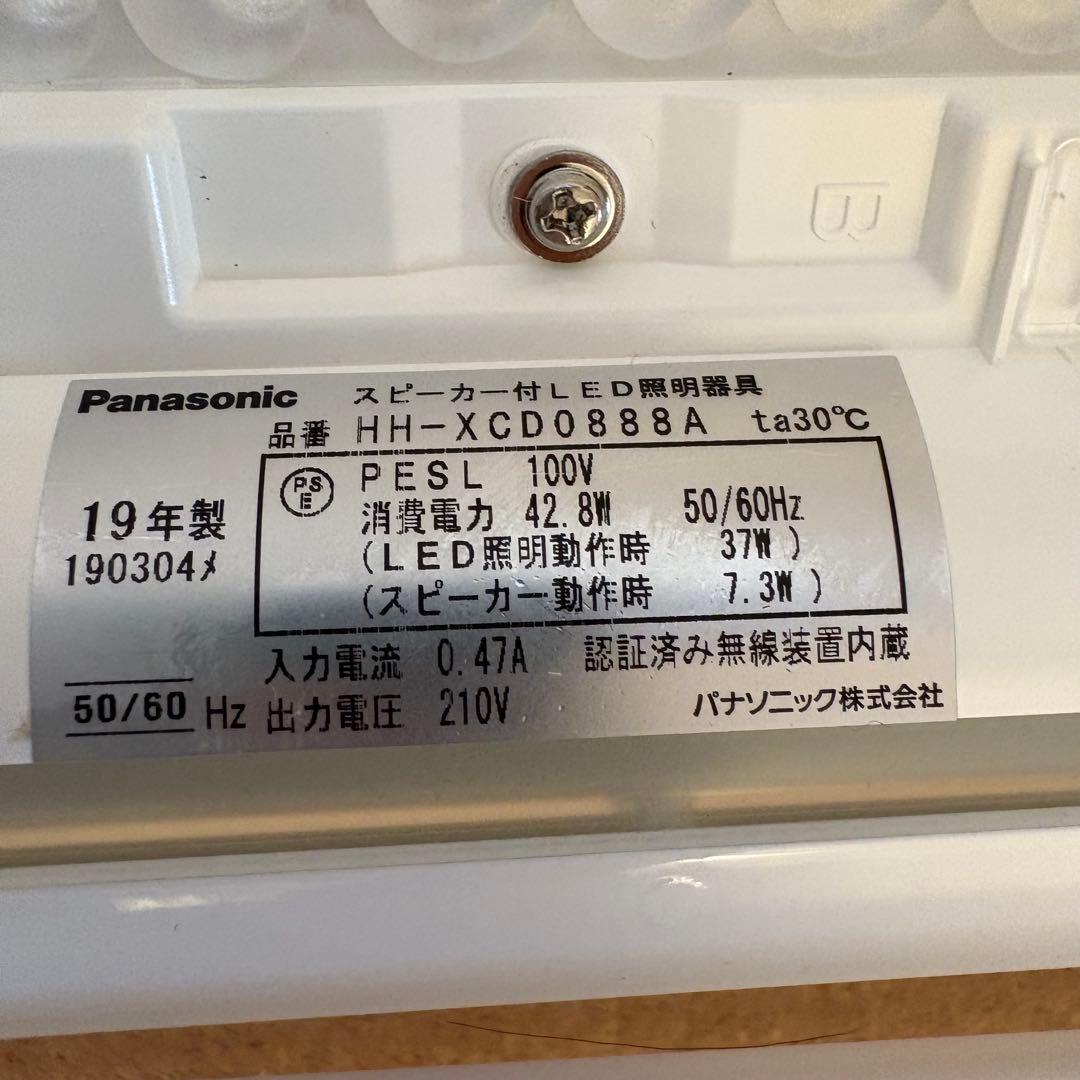 B
Panasonic スピーカー付LED照明器具
品番 HH-XCD0888A ta30℃
PSE PESL 100V
19年製 消費電力 42.8W 50/60Hz
190304メ (LED照明動作時 37W)
(スピーカー動作時 7.3W)
入力電流 0.47A 認証済み無線装置内蔵
50/60 Hz 出力電圧 210V パナソニック株式会社